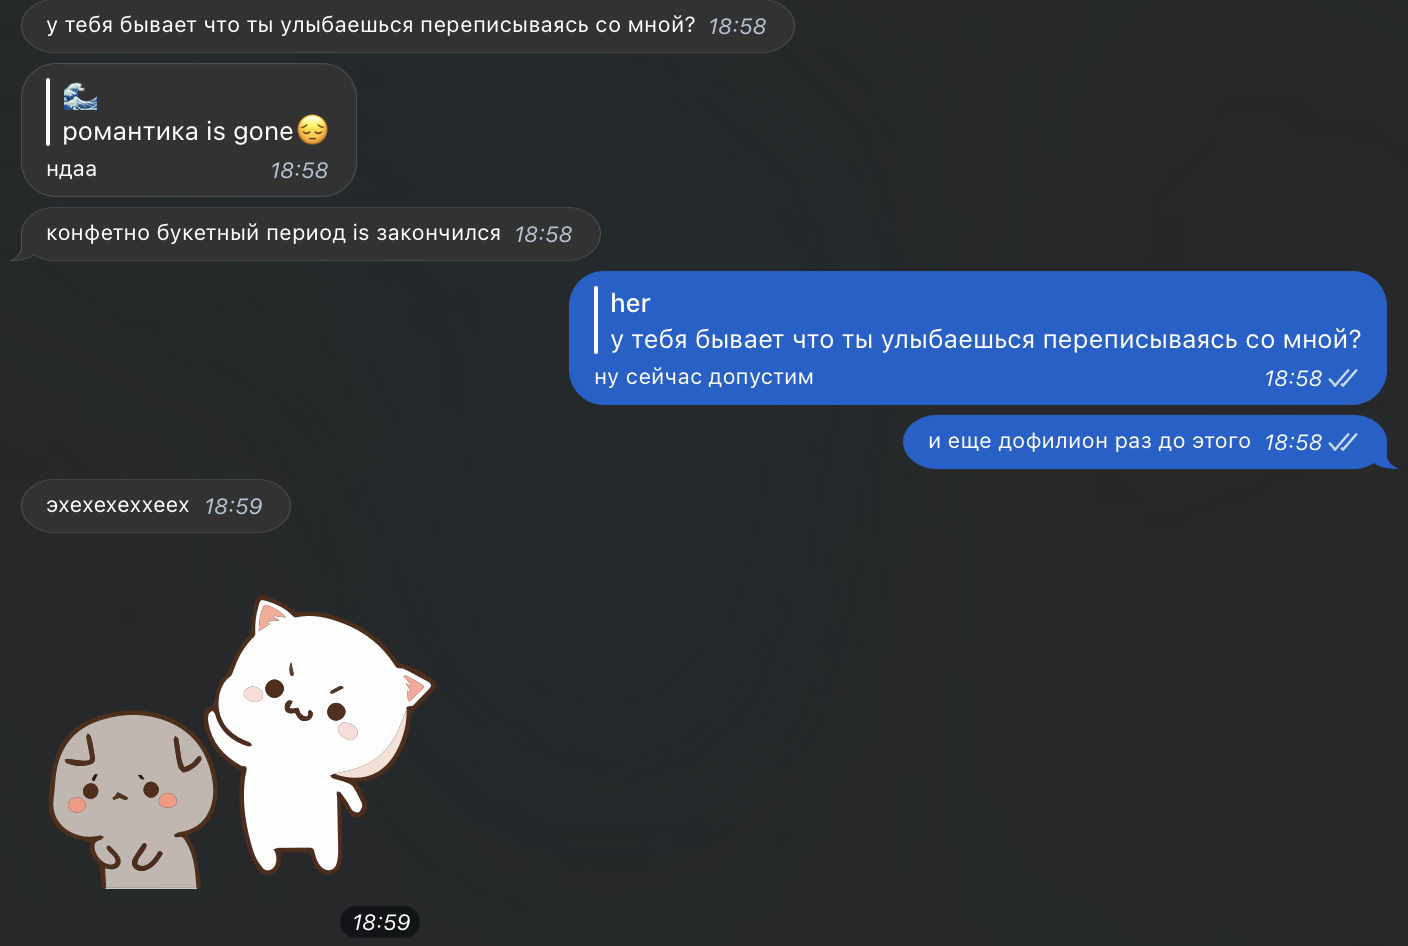 у тебя бывает что ты улыбаешься переписываясь со мной? 18:58
🌊
романтика is gone😔
ндаа 18:58
конфетно букетный период is закончился 18:58
her
у тебя бывает что ты улыбаешься переписываясь со мной?
ну сейчас допустим 18:58
и еще дофилион раз до этого 18:58
эхехехеххеех 18:59
18:59